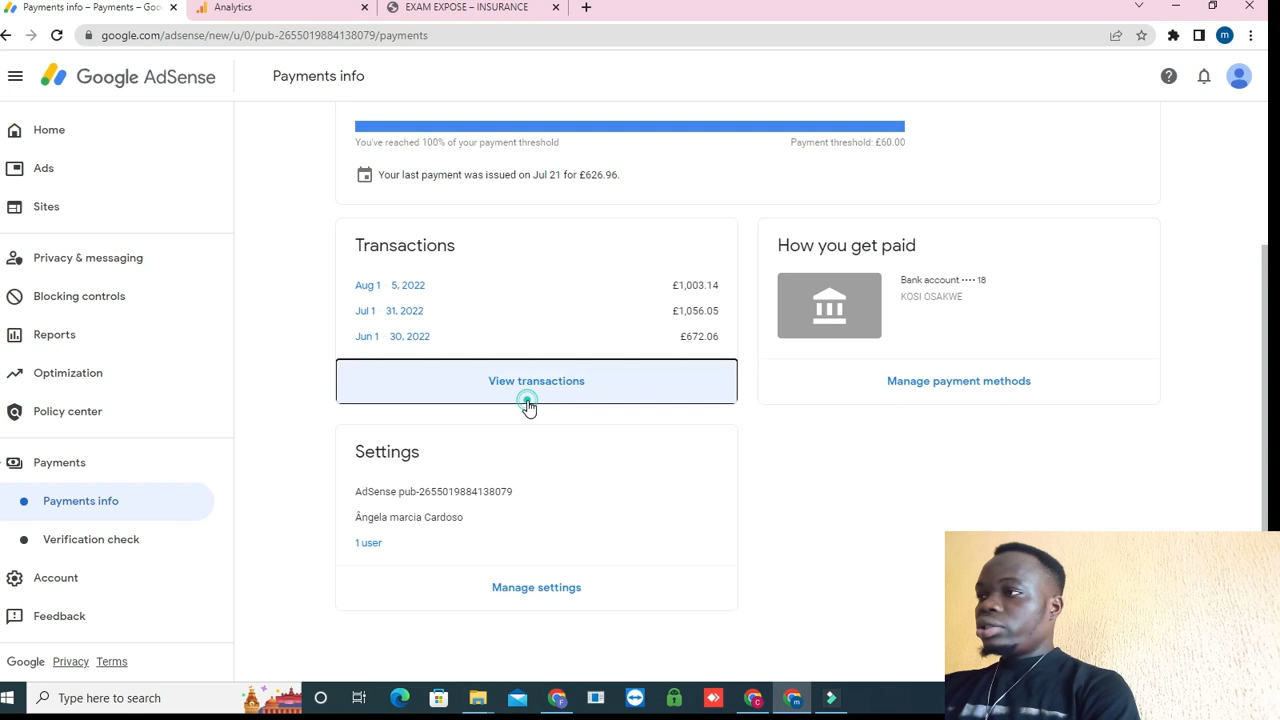 Payments info – Payments – Goo
Analytics
EXAM EXPOSE – INSURANCE
google.com/adsense/new/u/0/pub-2655019884138079/payments
m
Google AdSense
Payments info
Home
Ads
Sites
Privacy & messaging
Blocking controls
Reports
Optimization
Policy center
Payments
Payments info
Verification check
Account
Feedback
Google Privacy Terms
You've reached 100% of your payment threshold
Payment threshold: £60.00
Your last payment was issued on Jul 21 for £626.96.
Transactions
Aug 1 5, 2022 £1,003.14
Jul 1 31, 2022 £1,056.05
Jun 1 30, 2022 £672.06
View transactions
How you get paid
Bank account •••• 18
KOSI OSAKWE
Manage payment methods
Settings
AdSense pub-2655019884138079
Ângela marcia Cardoso
1 user
Manage settings
Type here to search